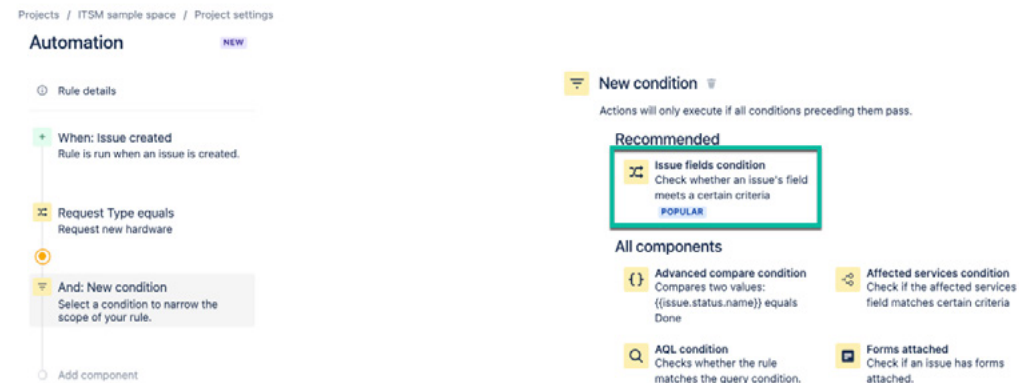 Projects / ITSM sample space / Project settings
Automation NEW
Rule details
When: Issue created
Rule is run when an issue is created.
Request Type equals
Request new hardware
And: New condition
Select a condition to narrow the
scope of your rule.
Add component
New condition
Actions will only execute if all conditions preceding them pass.
Recommended
Issue fields condition
Check whether an issue's field
meets a certain criteria
POPULAR
All components
Advanced compare condition
Compares two values:
{{issue.status.name}} equals
Done
Affected services condition
Check if the affected services
field matches certain criteria
AQL condition
Checks whether the rule
matches the query condition.
Forms attached
Check if an issue has forms
attached.